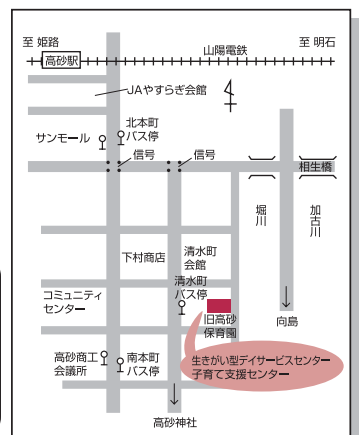 至 姫路
山陽電鉄
至 明石
高砂駅
JAやすらぎ会館
サンモール
北本町
バス停
信号
信号
相生橋
堀川
加古川
下村商店
清水町
会館
清水町
バス停
コミュニティ
センター
旧高砂
保育園
向島
高砂商工
会議所
南本町
バス停
生きがい型デイサービスセンター
子育て支援センター
高砂神社